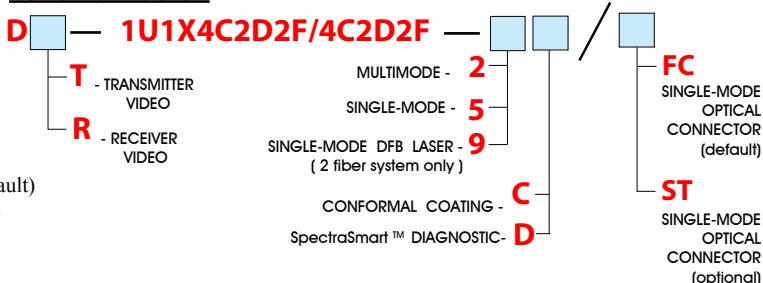 D — 1U1X4C2D2F/4C2D2F — /
T - TRANSMITTER
VIDEO
R - RECEIVER
VIDEO
ault)
MULTIMODE - 2
SINGLE-MODE - 5
SINGLE-MODE DFB LASER - 9
( 2 fiber system only )
CONFORMAL COATING - C
SpectraSmart ™ DIAGNOSTIC- D
FC
SINGLE-MODE
OPTICAL
CONNECTOR
(default)
ST
SINGLE-MODE
OPTICAL
CONNECTOR
(optional)